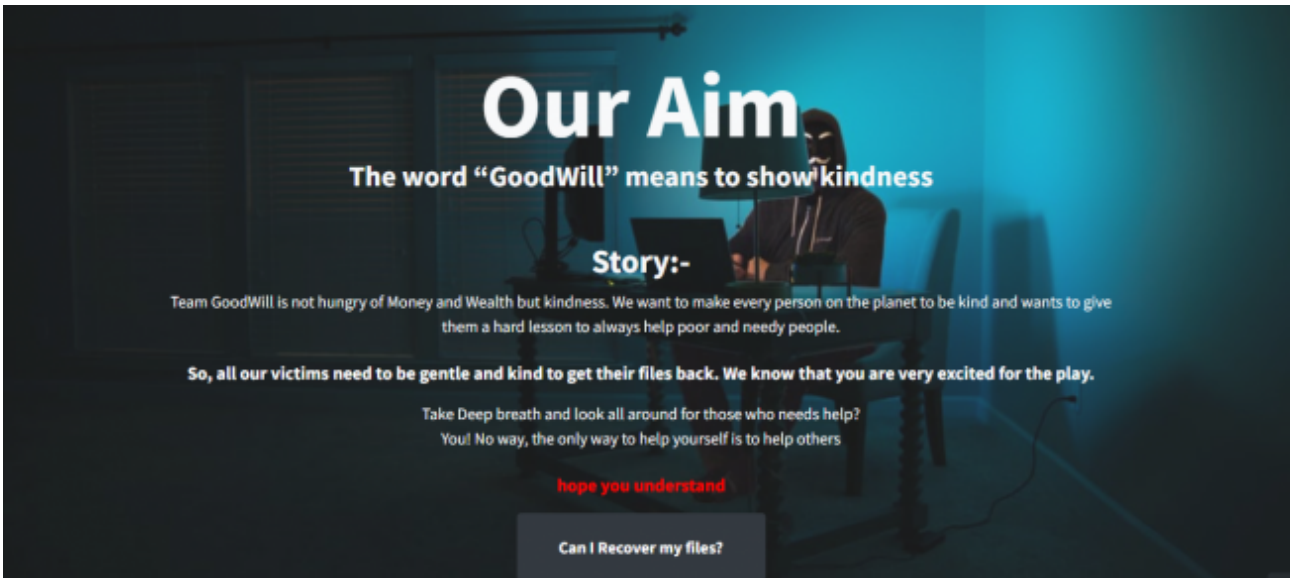 Our Aim
The word “GoodWill” means to show kindness
Story:-
Team GoodWill is not hungry of Money and Wealth but kindness. We want to make every person on the planet to be kind and wants to give
them a hard lesson to always help poor and needy people.
So, all our victims need to be gentle and kind to get their files back. We know that you are very excited for the play.
Take Deep breath and look all around for those who needs help?
You! No way, the only way to help yourself is to help others
hope you understand
Can I Recover my files?